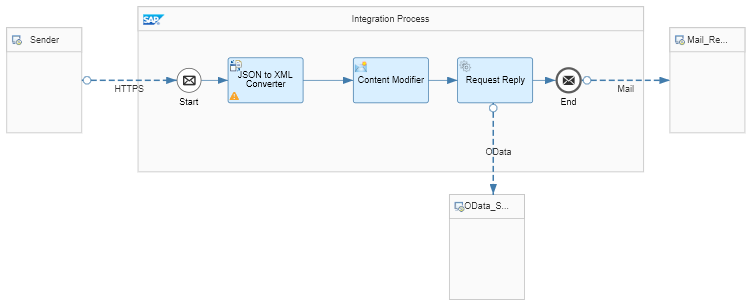 SAP
Integration Process
Sender
Mail_Re...
HTTPS
Start
JSON to XML
Converter
Content Modifier
Request Reply
End
Mail
OData
OData_S...